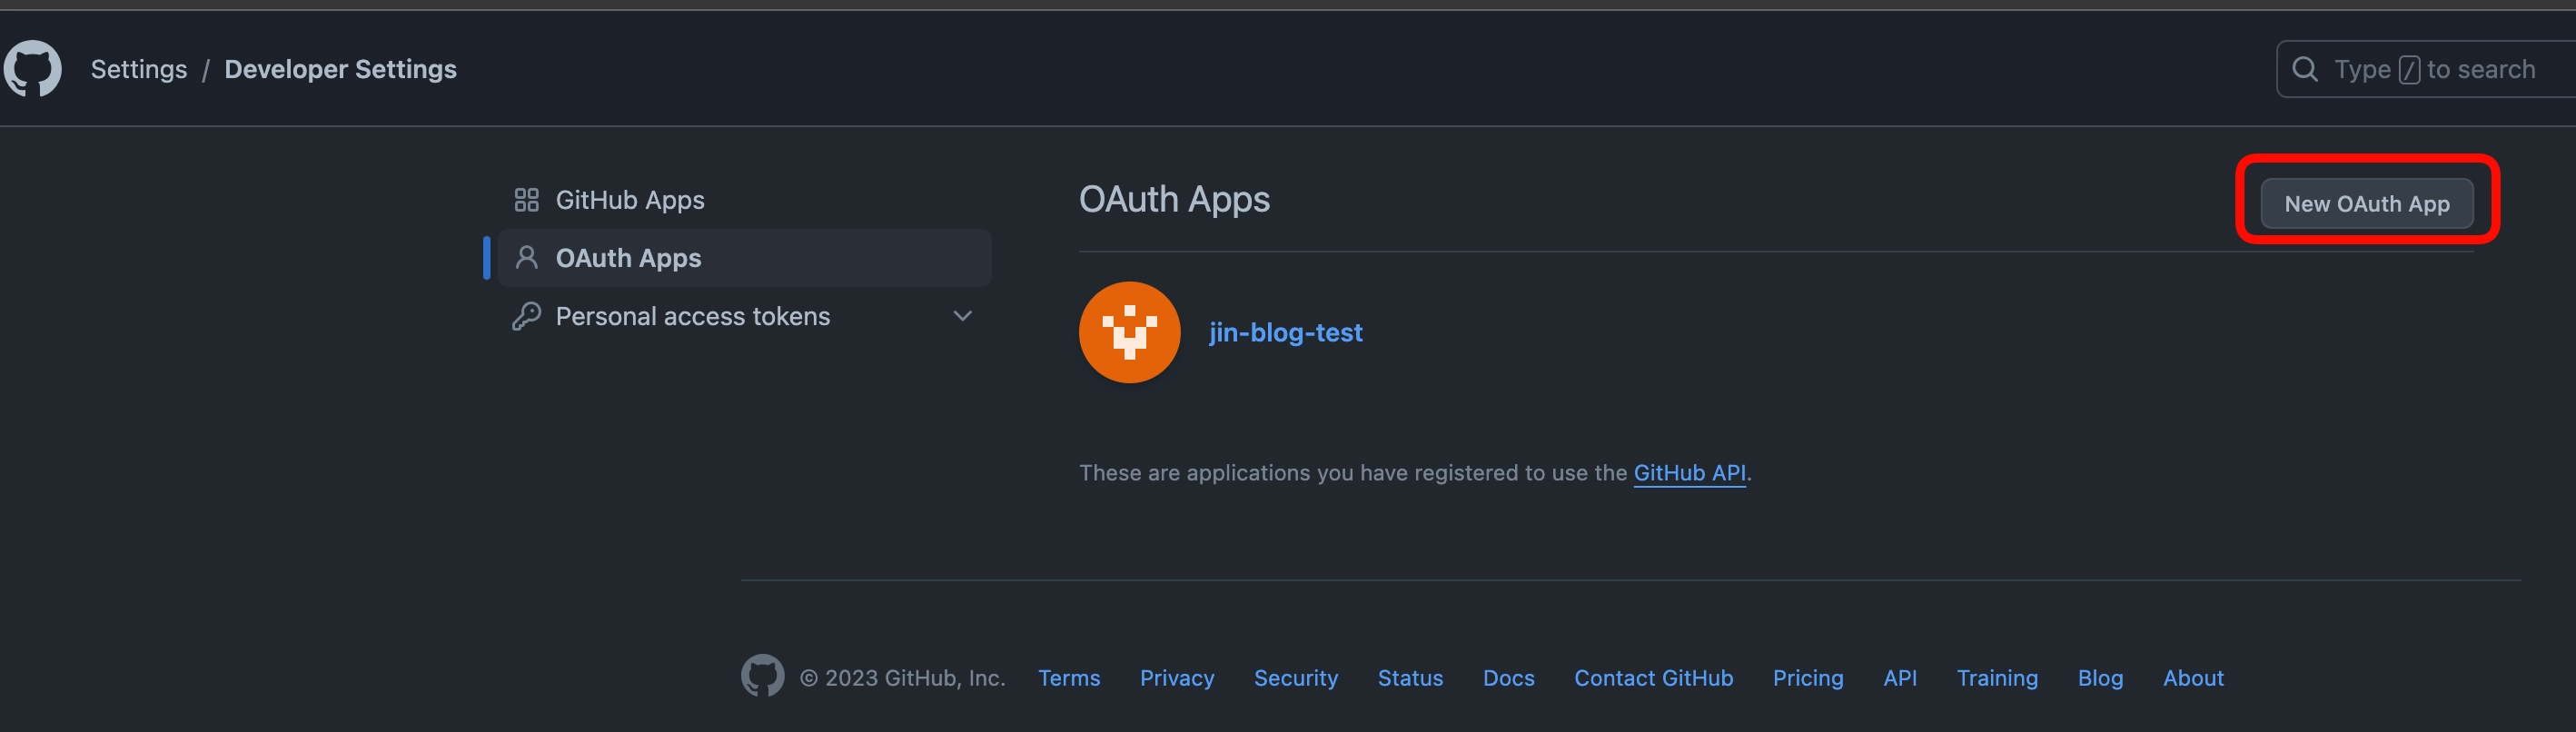 Settings / Developer Settings
Type / to search
GitHub Apps
OAuth Apps
Personal access tokens
OAuth Apps
New OAuth App
jin-blog-test
These are applications you have registered to use the GitHub API.
© 2023 GitHub, Inc. Terms Privacy Security Status Docs Contact GitHub Pricing API Training Blog About